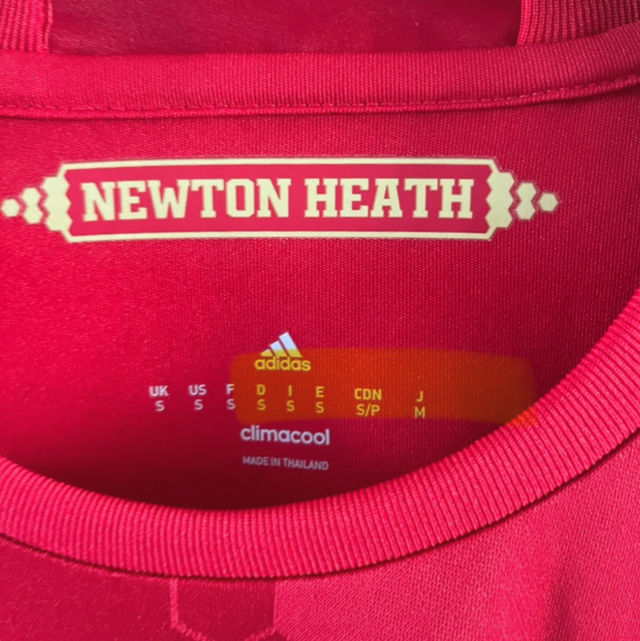 NEWTON HEATH
adidas
UK US F D I E CDN J
S S S S S S S/P M
climacool
MADE IN THAILAND